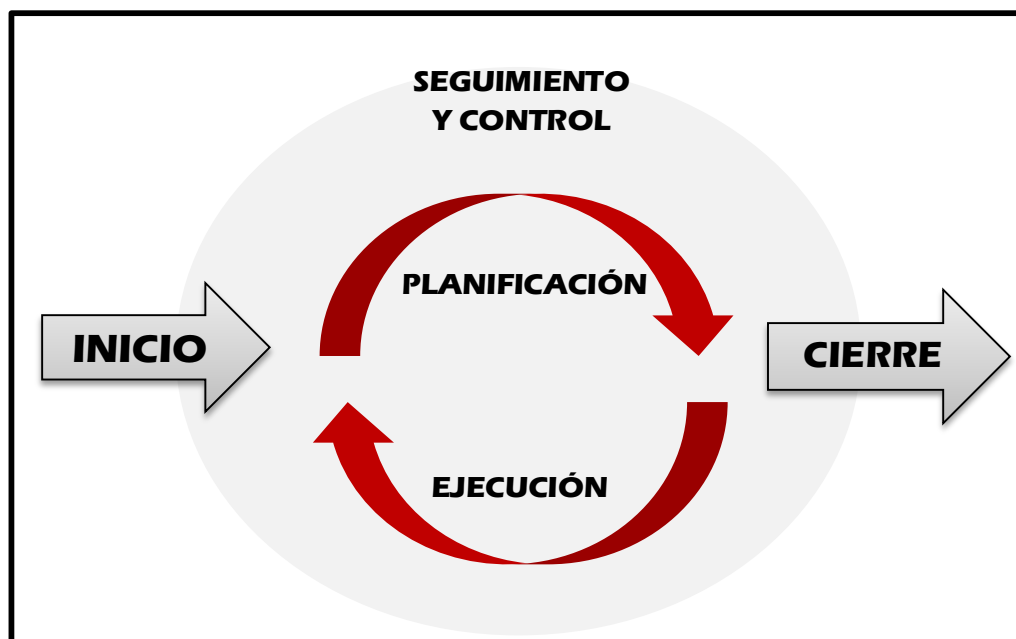 SEGUIMIENTO
Y CONTROL
PLANIFICACIÓN
INICIO
CIERRE
EJECUCIÓN